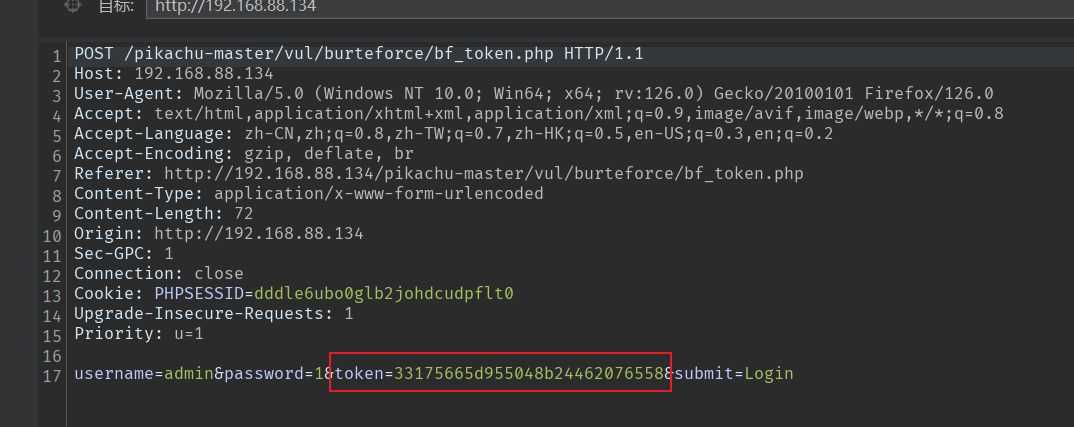 目标: http://192.168.88.134
1 POST /pikachu-master/vul/burteforce/bf_token.php HTTP/1.1
2 Host: 192.168.88.134
3 User-Agent: Mozilla/5.0 (Windows NT 10.0; Win64; x64; rv:126.0) Gecko/20100101 Firefox/126.0
4 Accept: text/html,application/xhtml+xml,application/xml;q=0.9,image/avif,image/webp,*/*;q=0.8
5 Accept-Language: zh-CN,zh;q=0.8,zh-TW;q=0.7,zh-HK;q=0.5,en-US;q=0.3,en;q=0.2
6 Accept-Encoding: gzip, deflate, br
7 Referer: http://192.168.88.134/pikachu-master/vul/burteforce/bf_token.php
8 Content-Type: application/x-www-form-urlencoded
9 Content-Length: 72
10 Origin: http://192.168.88.134
11 Sec-GPC: 1
12 Connection: close
13 Cookie: PHPSESSID=dddle6ubo0glb2johdcudpflt0
14 Upgrade-Insecure-Requests: 1
15 Priority: u=1
16
17 username=admin&password=1&token=33175665d955048b24462076558&submit=Login